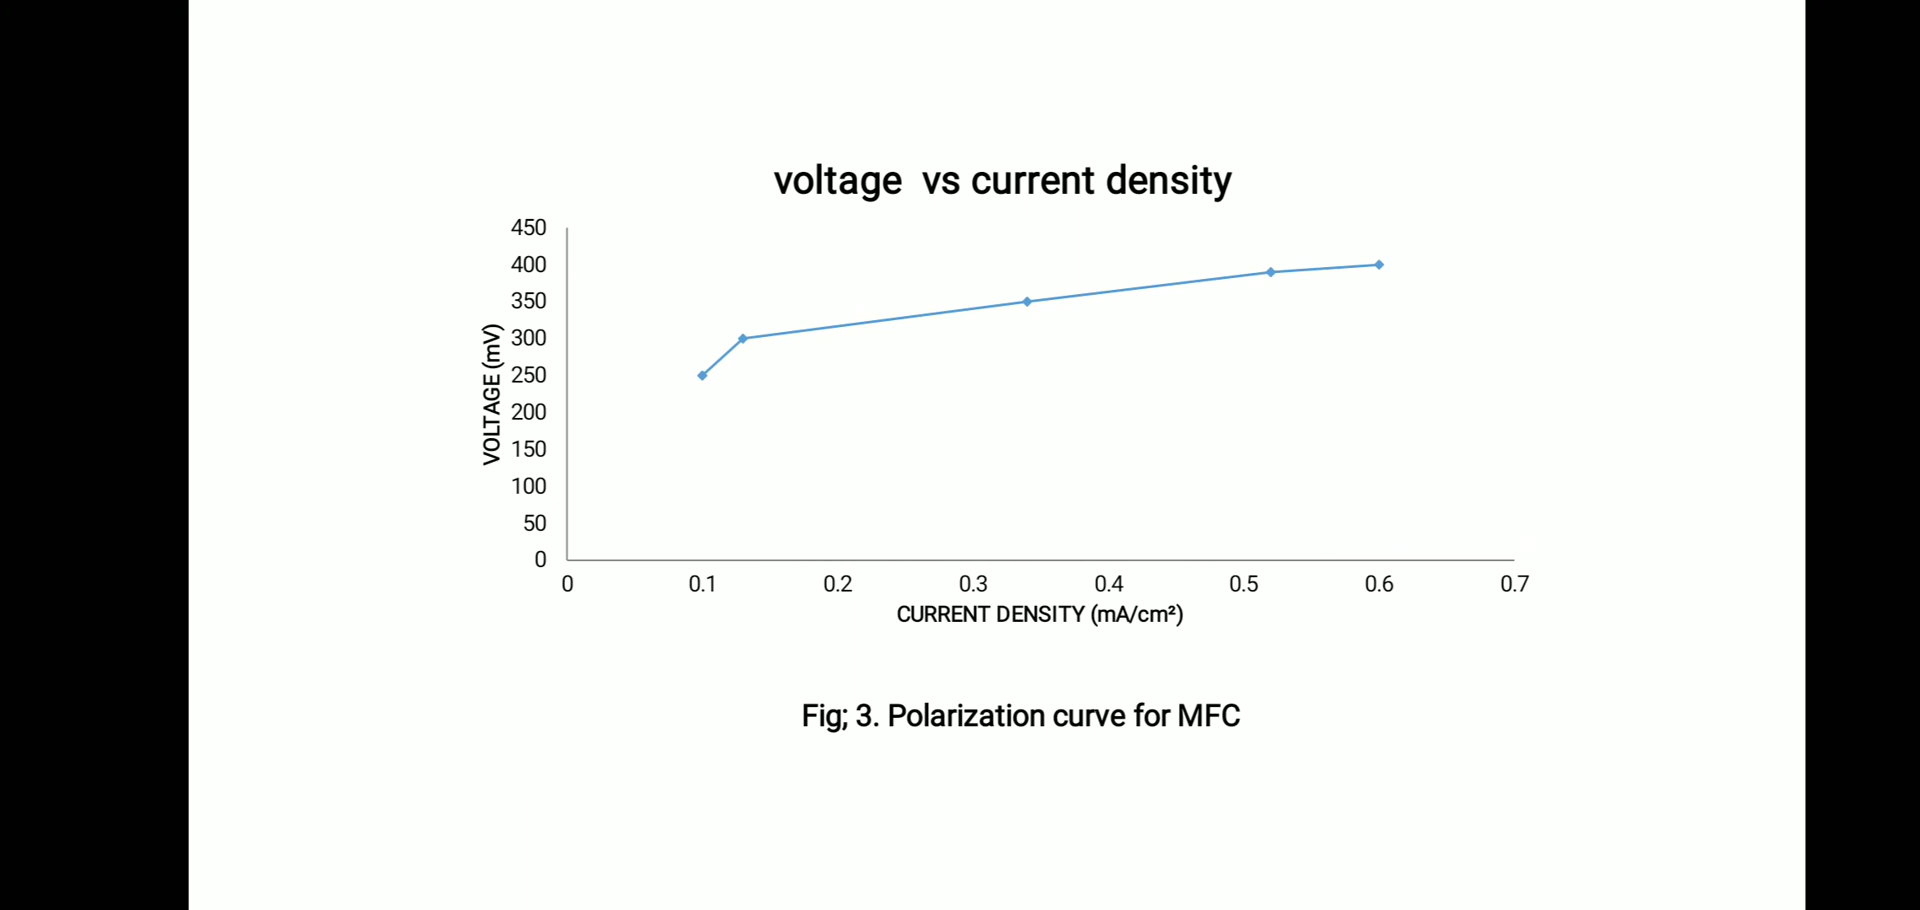 voltage  vs current density
450
400
350
300
250
200
150
100
50
0
VOLTAGE (mV)
0 0.1 0.2 0.3 0.4 0.5 0.6 0.7
CURRENT DENSITY (mA/cm²)
Fig; 3. Polarization curve for MFC